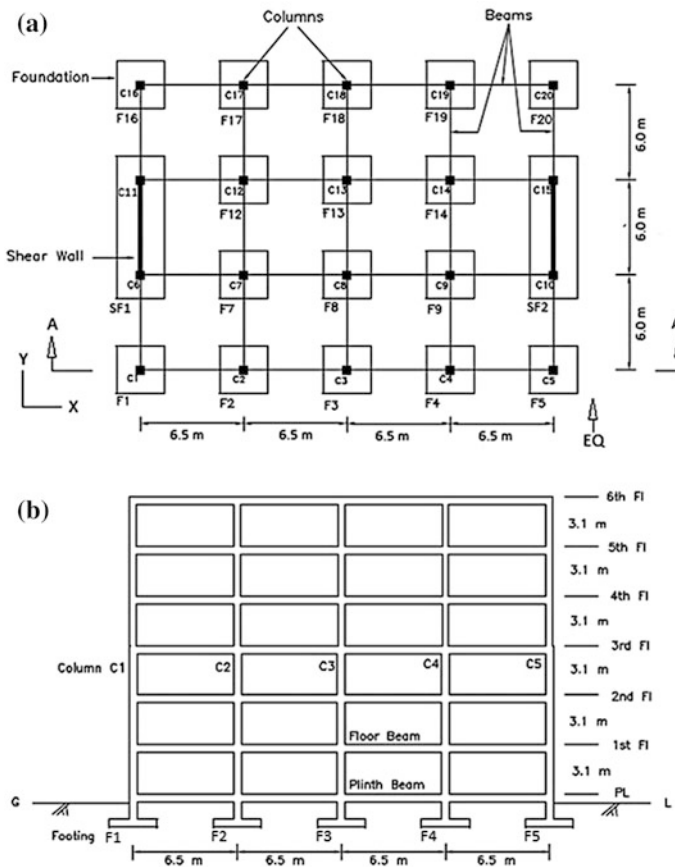 (a)
Columns
Beams
Foundation
C16 C17 C18 C19 C20
F16 F17 F18 F19 F20
6.0 m
C11 C12 C13 C14 C15
F12 F13 F14
6.0 m
Shear Wall
C6 C7 C8 C9 C10
SF1 F7 F8 F9 SF2
A A
6.0 m
Y
C1 C2 C3 C4 C5
X
F1 F2 F3 F4 F5
6.5 m 6.5 m 6.5 m 6.5 m
EQ
(b)
6th Fl
3.1 m
5th Fl
3.1 m
4th Fl
3.1 m
3rd Fl
Column C1 C2 C3 C4 C5 3.1 m
2nd Fl
Floor Beam 3.1 m
1st Fl
Plinth Beam 3.1 m
PL
G L
Footing F1 F2 F3 F4 F5
6.5 m 6.5 m 6.5 m 6.5 m